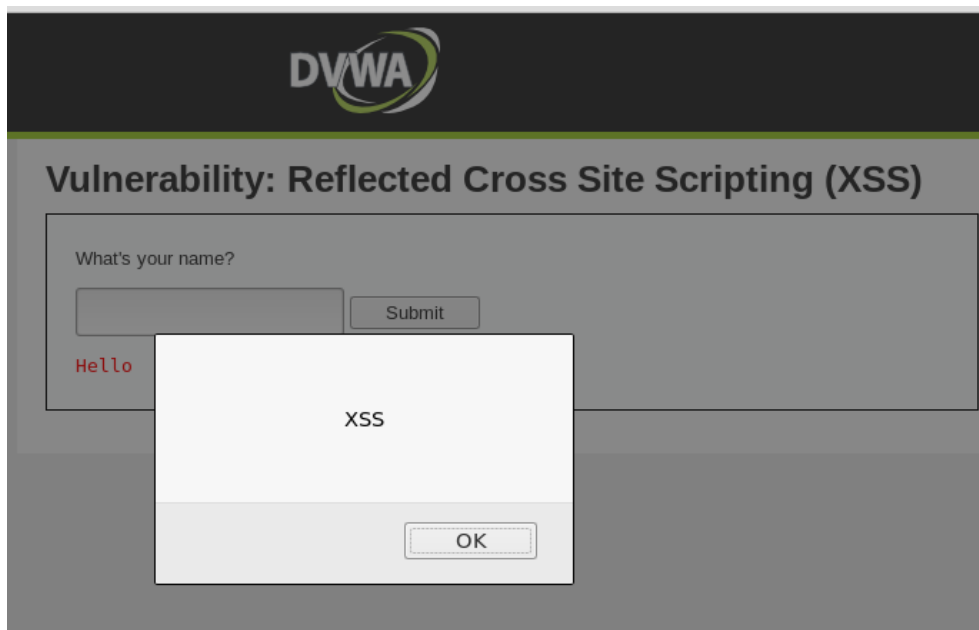 DVWA
Vulnerability: Reflected Cross Site Scripting (XSS)
What's your name?
Submit
Hello
XSS
OK